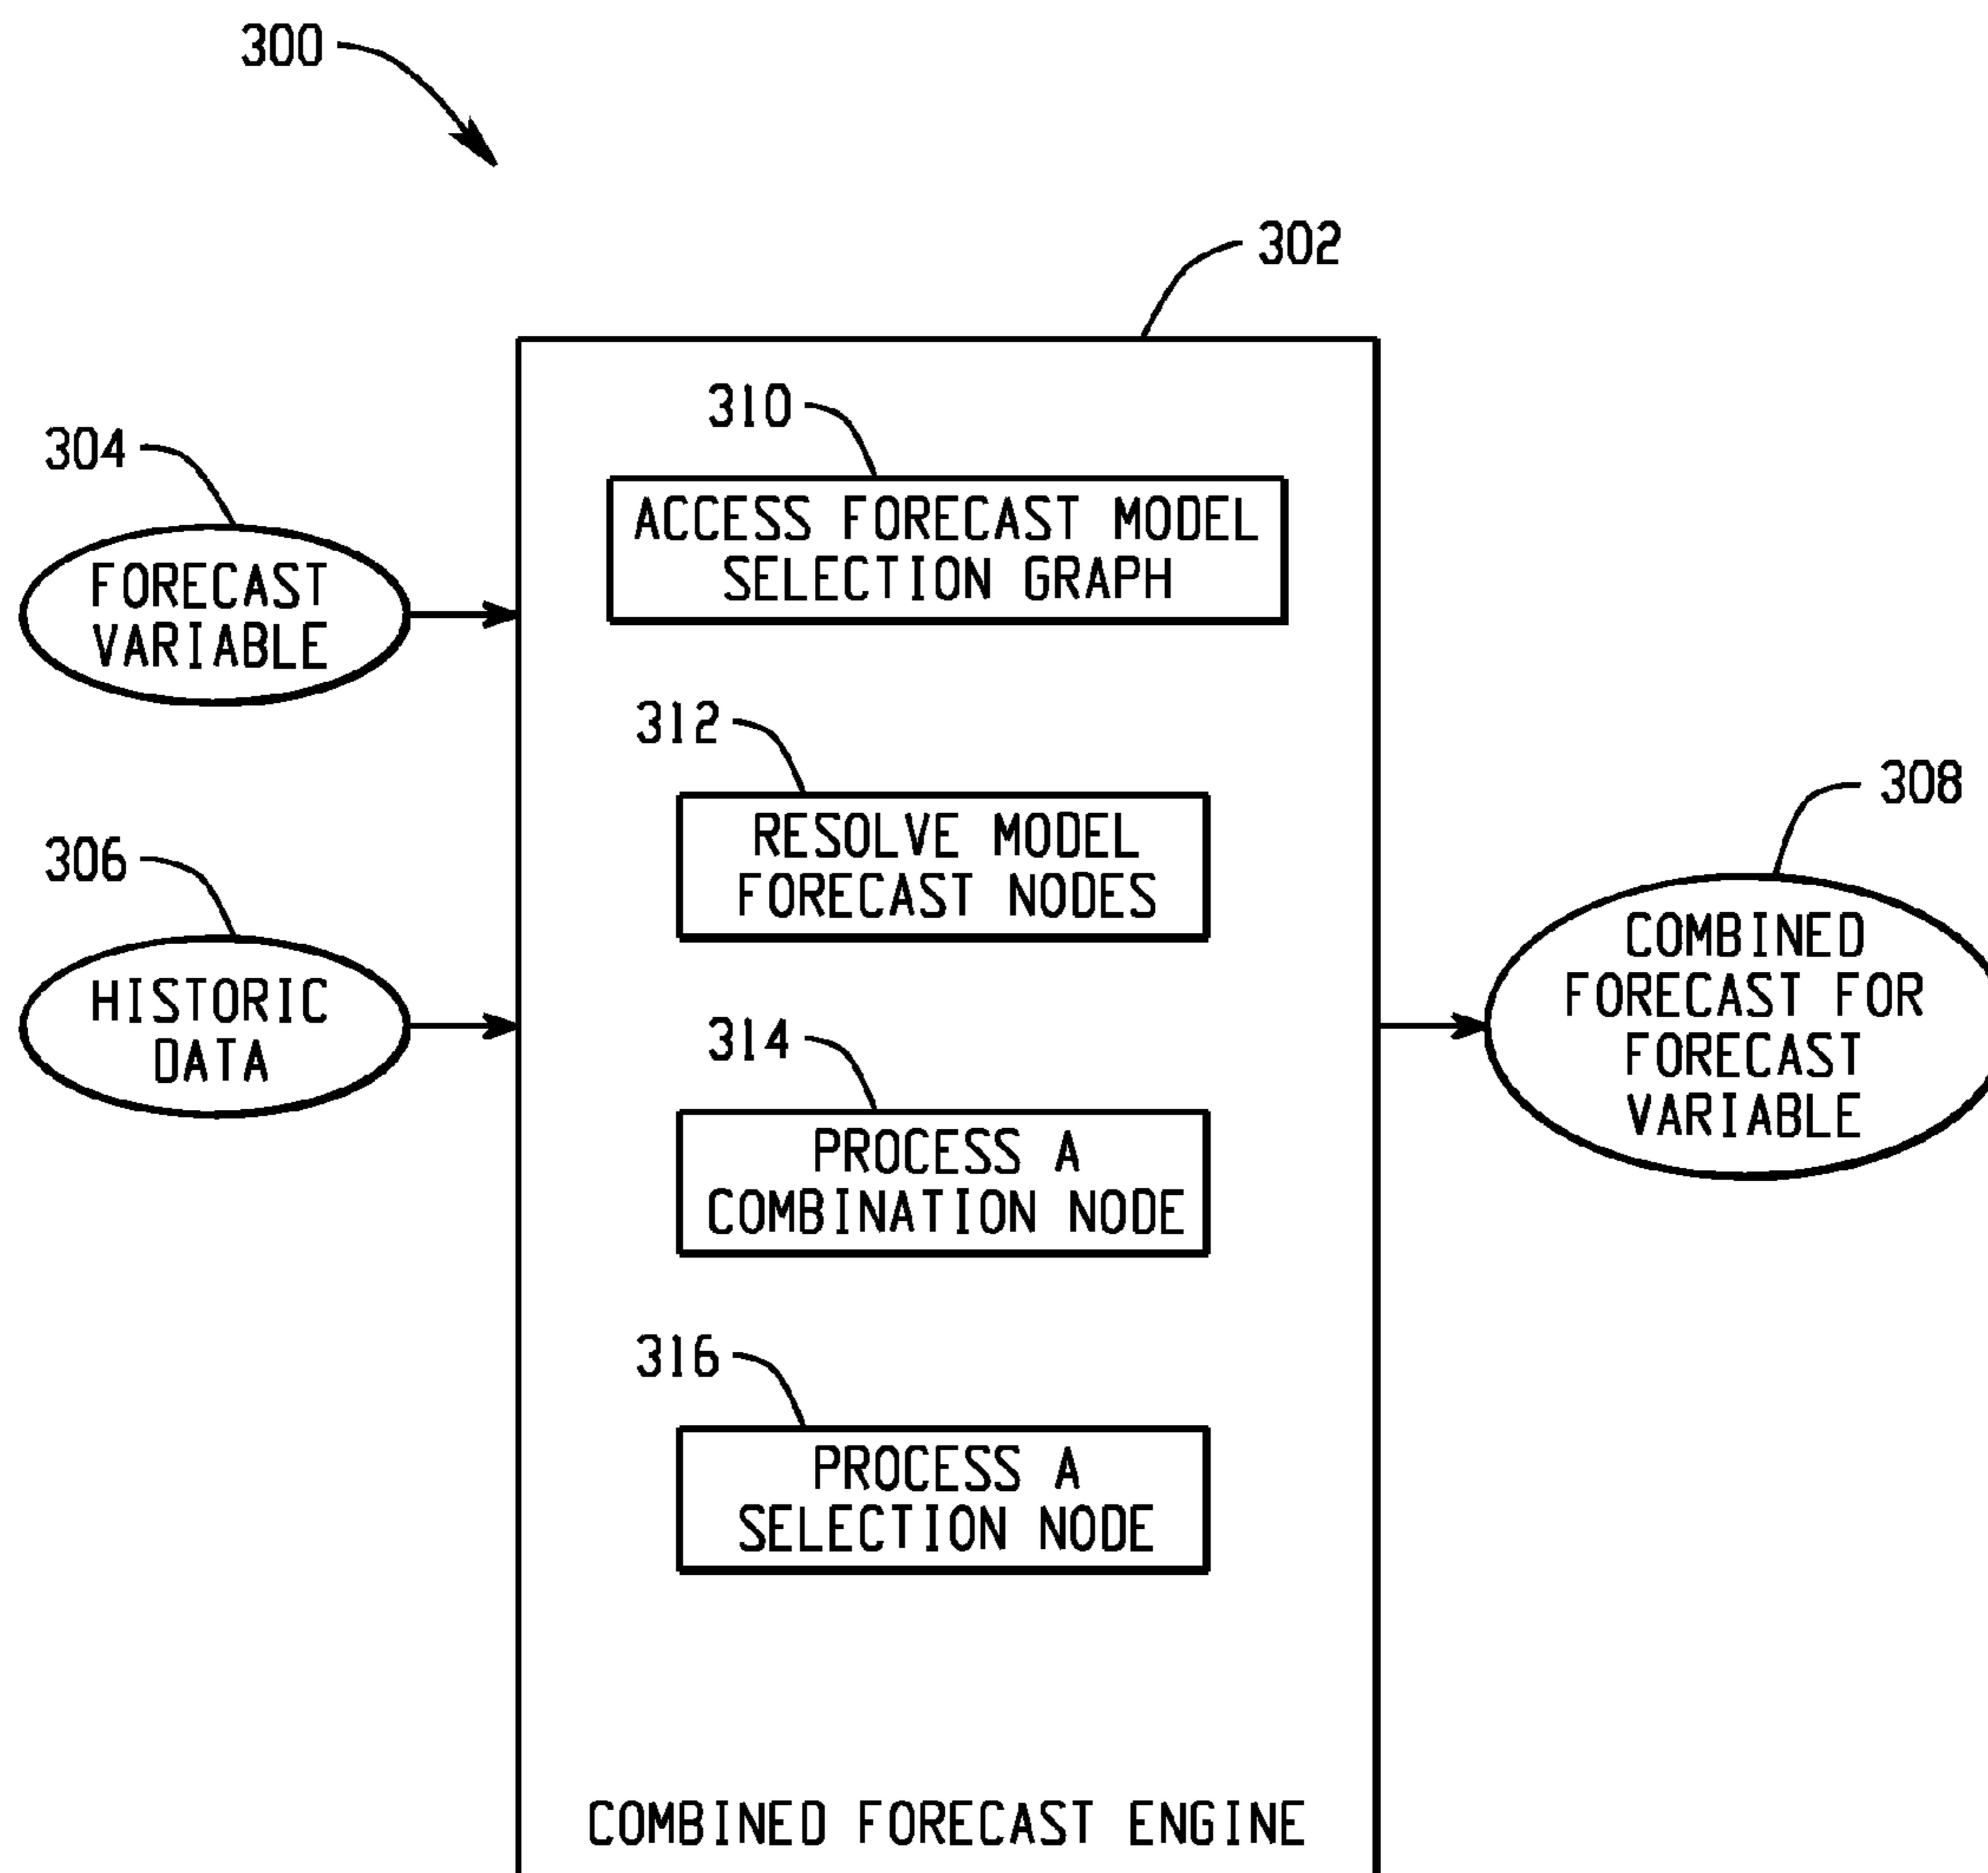 300
302
310
304
ACCESS FORECAST MODEL
SELECTION GRAPH
FORECAST
VARIABLE
312
308
RESOLVE MODEL
FORECAST NODES
306
COMBINED
FORECAST FOR
FORECAST
VARIABLE
HISTORIC
DATA
314
PROCESS A
COMBINATION NODE
316
PROCESS A
SELECTION NODE
COMBINED FORECAST ENGINE